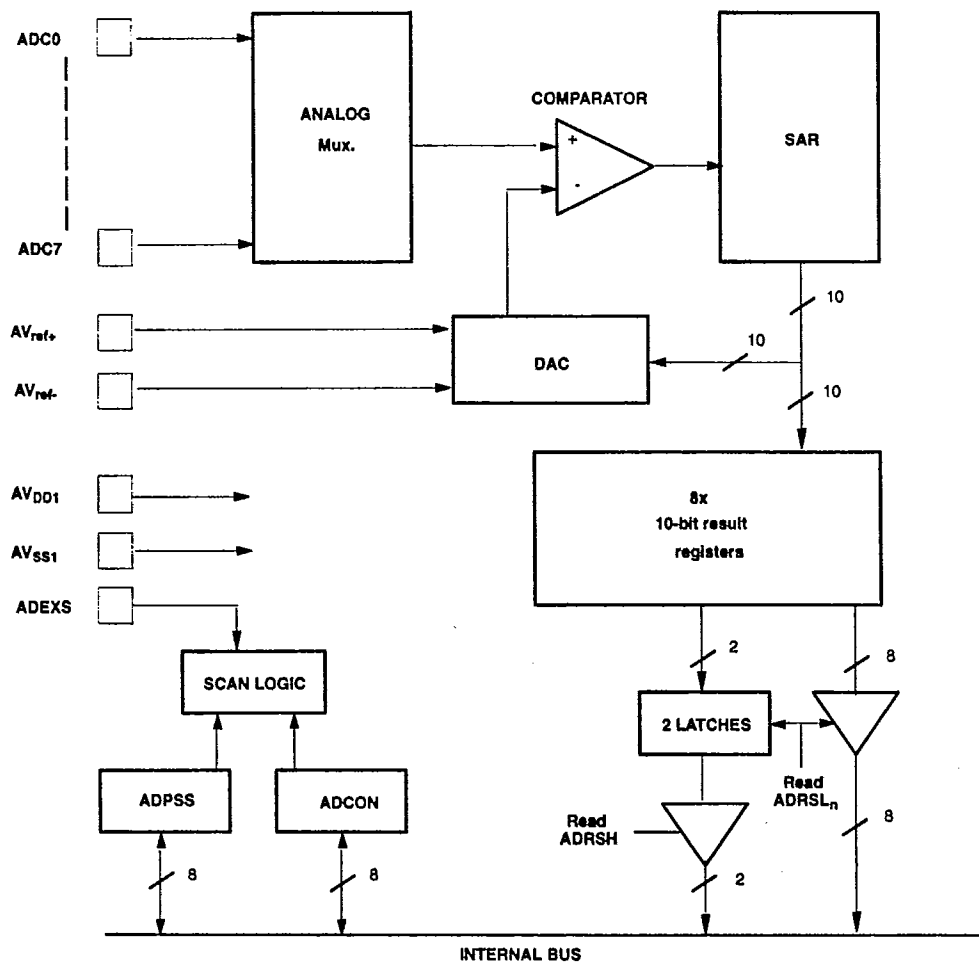 ADC0
ANALOG
Mux.
COMPARATOR
+
-
SAR
ADC7
10
AVref+
10
DAC
AVref-
10
AVDD1
8x
10-bit result
registers
AVSS1
ADEXS
2
8
SCAN LOGIC
2 LATCHES
ADPSS
ADCON
Read
ADRSLn
Read
ADRSH
8
8
8
2
INTERNAL BUS